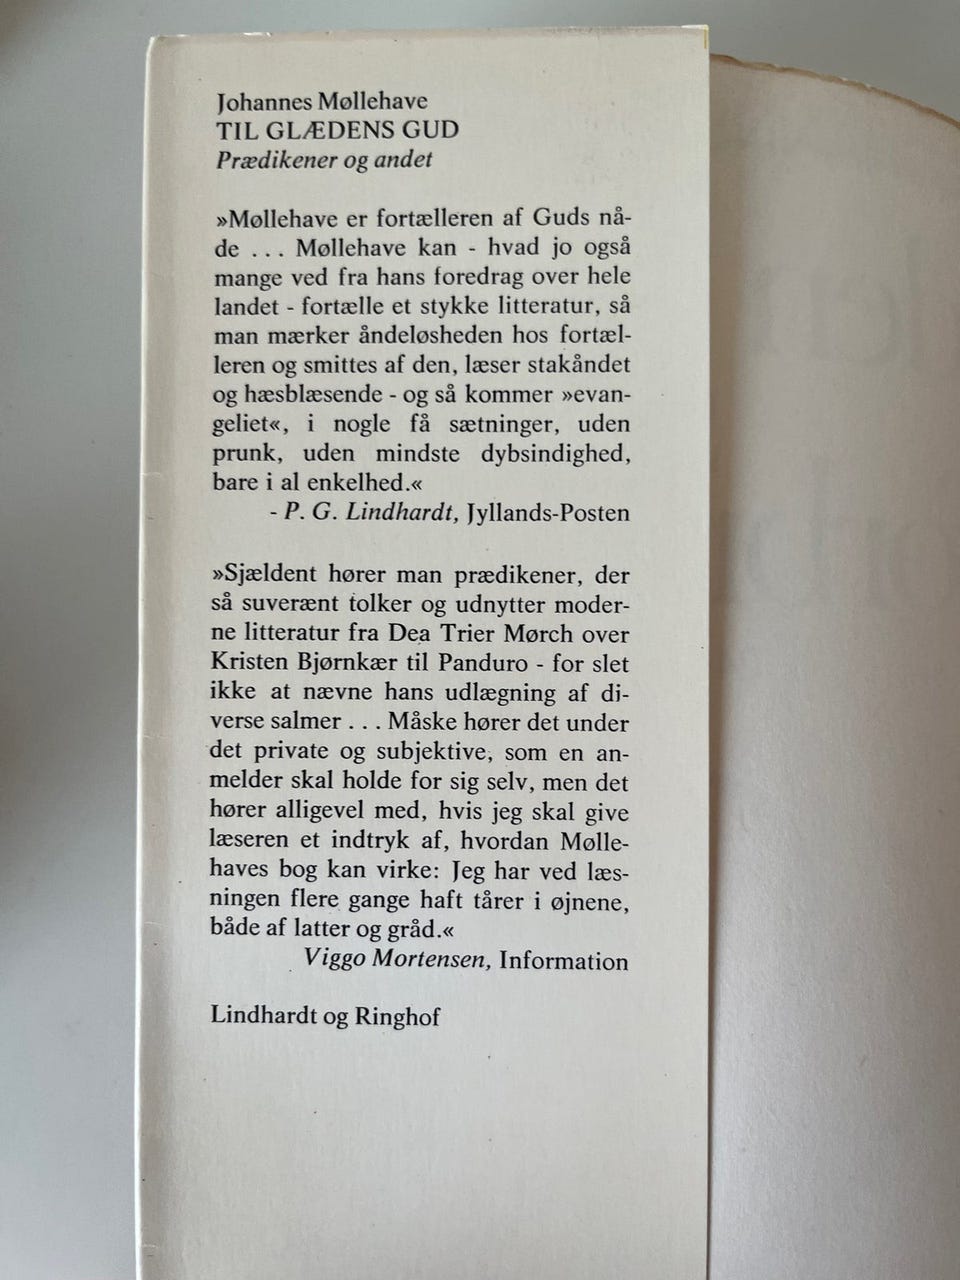 Johannes Møllehave
TIL GLÆDENS GUD
Prædikener og andet
»Møllehave er fortælleren af Guds nå-
de ... Møllehave kan - hvad jo også
mange ved fra hans foredrag over hele
landet - fortælle et stykke litteratur, så
man mærker åndeløsheden hos fortæl-
leren og smittes af den, læser stakåndet
og hæsblæsende - og så kommer »evan-
geliet«, i nogle få sætninger, uden
prunk, uden mindste dybsindighed,
bare i al enkelhed.«
- P. G. Lindhardt, Jyllands-Posten
»Sjældent hører man prædikener, der
så suverænt tolker og udnytter moder-
ne litteratur fra Dea Trier Mørch over
Kristen Bjørnkær til Panduro - for slet
ikke at nævne hans udlægning af di-
verse salmer ... Måske hører det under
det private og subjektive, som en an-
melder skal holde for sig selv, men det
hører alligevel med, hvis jeg skal give
læseren et indtryk af, hvordan Mølle-
haves bog kan virke: Jeg har ved læs-
ningen flere gange haft tårer i øjnene,
både af latter og gråd.«
Viggo Mortensen, Information
Lindhardt og Ringhof